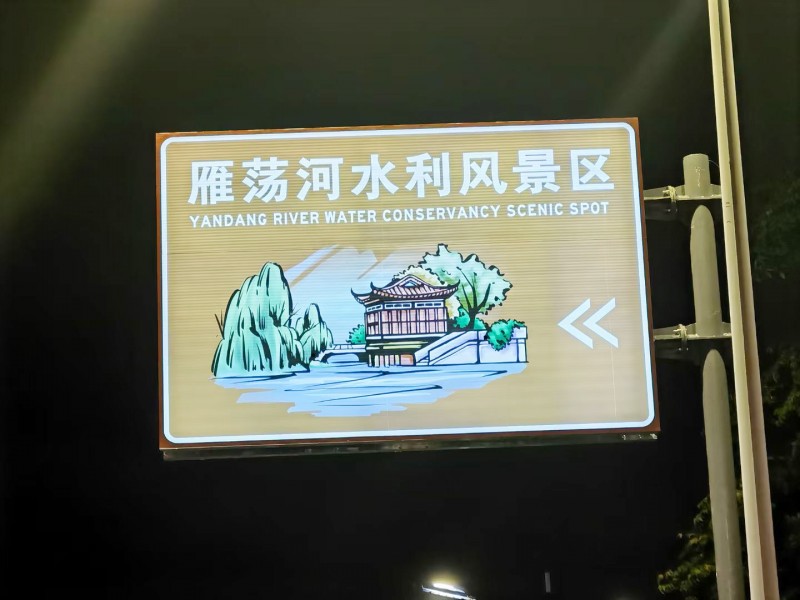 雁荡河水利风景区
YANDANG RIVER WATER CONSERVANCY SCENIC SPOT